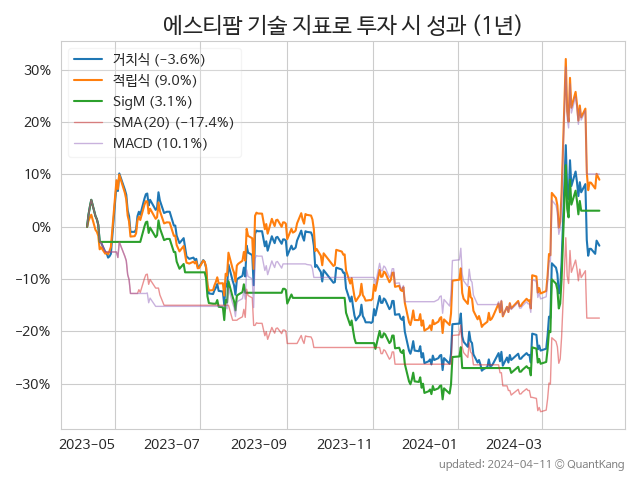 에스티팜 기술 지표로 투자 시 성과 (1년)
거치식 (−3.6%)
적립식 (9.0%)
SigM (3.1%)
SMA(20) (−17.4%)
MACD (10.1%)
30%
20%
10%
0%
−10%
−20%
−30%
2023-05 2023-07 2023-09 2023-11 2024-01 2024-03
updated: 2024-04-11 © QuantKang